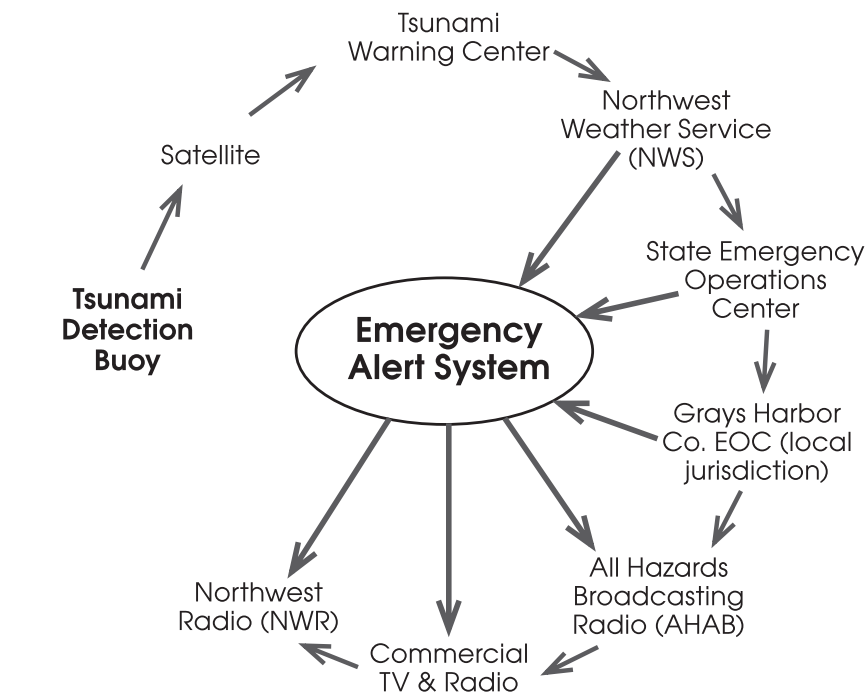 Tsunami
Warning Center
Northwest
Weather Service
(NWS)
Satellite
State Emergency
Operations
Center
Tsunami
Detection
Buoy
Emergency
Alert System
Grays Harbor
Co. EOC (local
jurisdiction)
All Hazards
Broadcasting
Radio (AHAB)
Northwest
Radio (NWR)
Commercial
TV & Radio